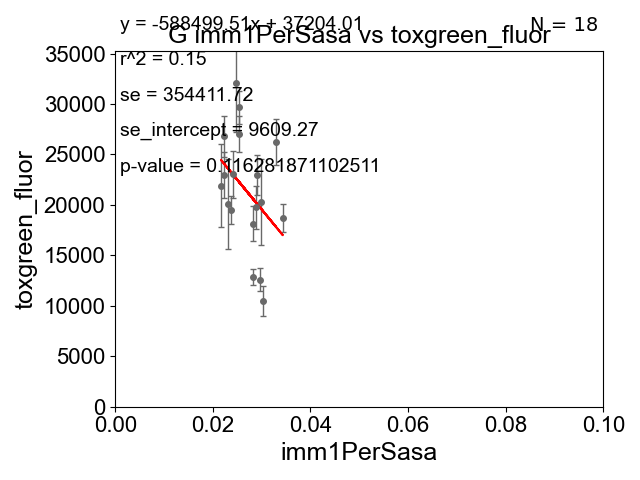 y = -588499.51x + 37204.01
N = 18
G imm1PerSasa vs toxgreen_fluor
r^2 = 0.15
se = 354411.72
se_intercept = 9609.27
p-value = 0.116281871102511
toxgreen_fluor
35000
30000
25000
20000
15000
10000
5000
0
0.00 0.02 0.04 0.06 0.08 0.10
imm1PerSasa